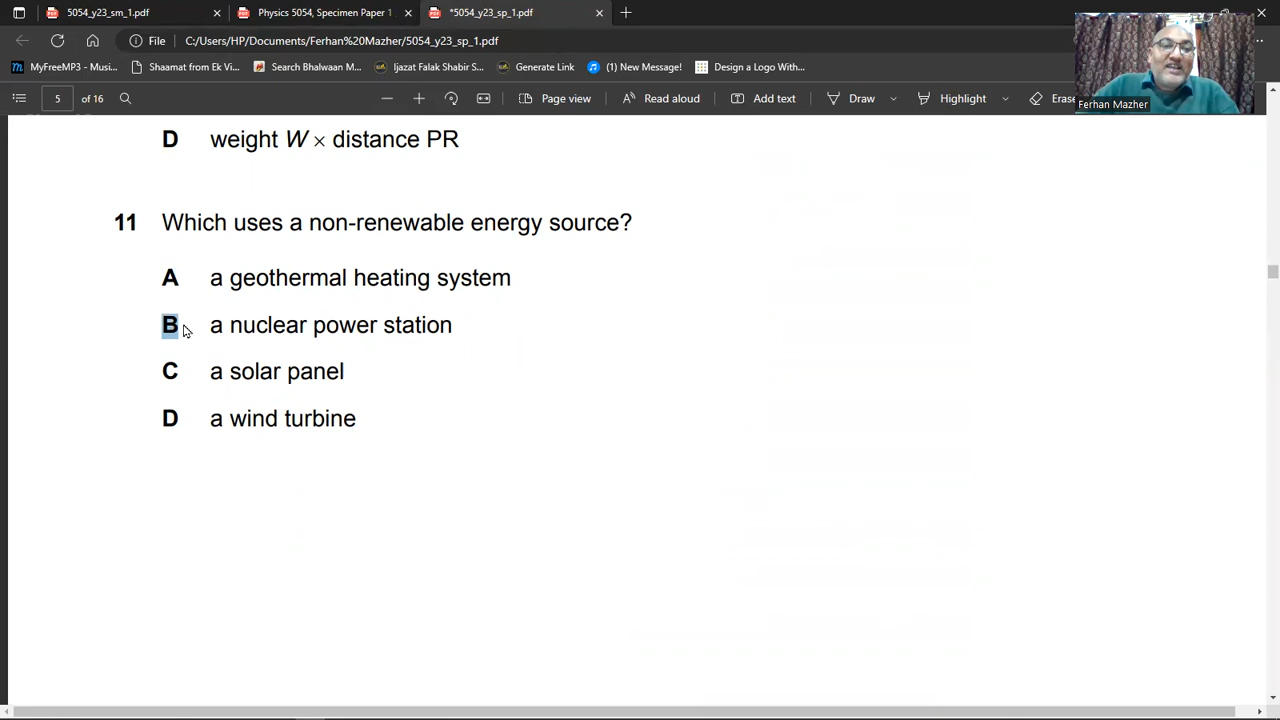 5054_y23_sm_1.pdf
Physics 5054, Specimen Paper 1
*5054_y23_sp_1.pdf
File
C:/Users/HP/Documents/Ferhan%20Mazher/5054_y23_sp_1.pdf
MyFreeMP3 - Musi...
Shaamat from Ek Vi...
Search Bhalwaan M...
Ijazat Falak Shabir S...
Generate Link
(1) New Message!
Design a Logo With...
5 of 16
Page view
Read aloud
Add text
Draw
Highlight
Erase
Ferhan Mazher
D weight W × distance PR
11 Which uses a non-renewable energy source?
A a geothermal heating system
B a nuclear power station
C a solar panel
D a wind turbine